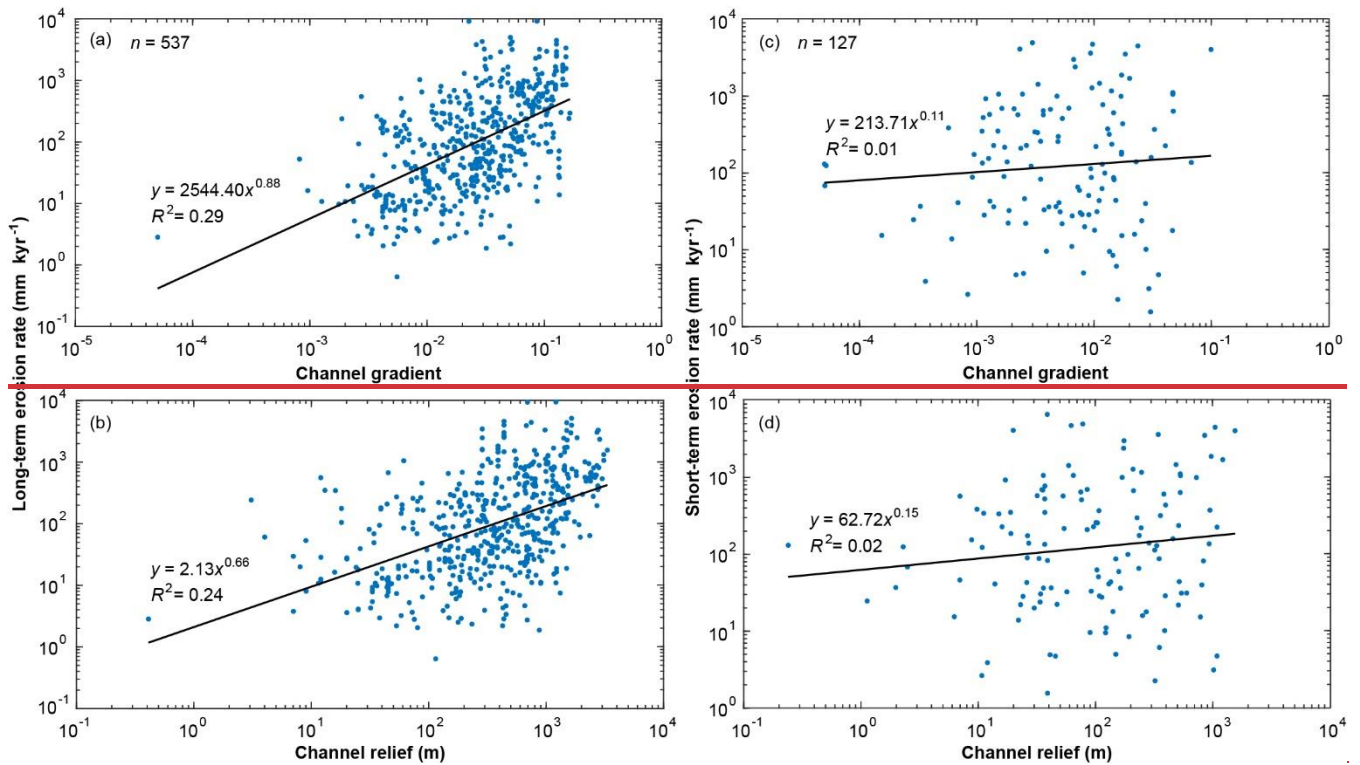 (a) n = 537
10^4
10^3
10^2
10^1
10^0
10^-1
y = 2544.40x^0.88
R^2 = 0.29
10^-5 10^-4 10^-3 10^-2 10^-1 10^0
Channel gradient
(c) n = 127
10^4
10^3
10^2
10^1
10^0
y = 213.71x^0.11
R^2 = 0.01
10^-5 10^-4 10^-3 10^-2 10^-1 10^0
Channel gradient
Long-term erosion rate (mm kyr^-1)
(b)
10^4
10^3
10^2
10^1
10^0
10^-1
y = 2.13x^0.66
R^2 = 0.24
10^-1 10^0 10^1 10^2 10^3 10^4
Channel relief (m)
Short-term erosion rate (mm kyr^-1)
(d)
10^4
10^3
10^2
10^1
10^0
y = 62.72x^0.15
R^2 = 0.02
10^-1 10^0 10^1 10^2 10^3 10^4
Channel relief (m)